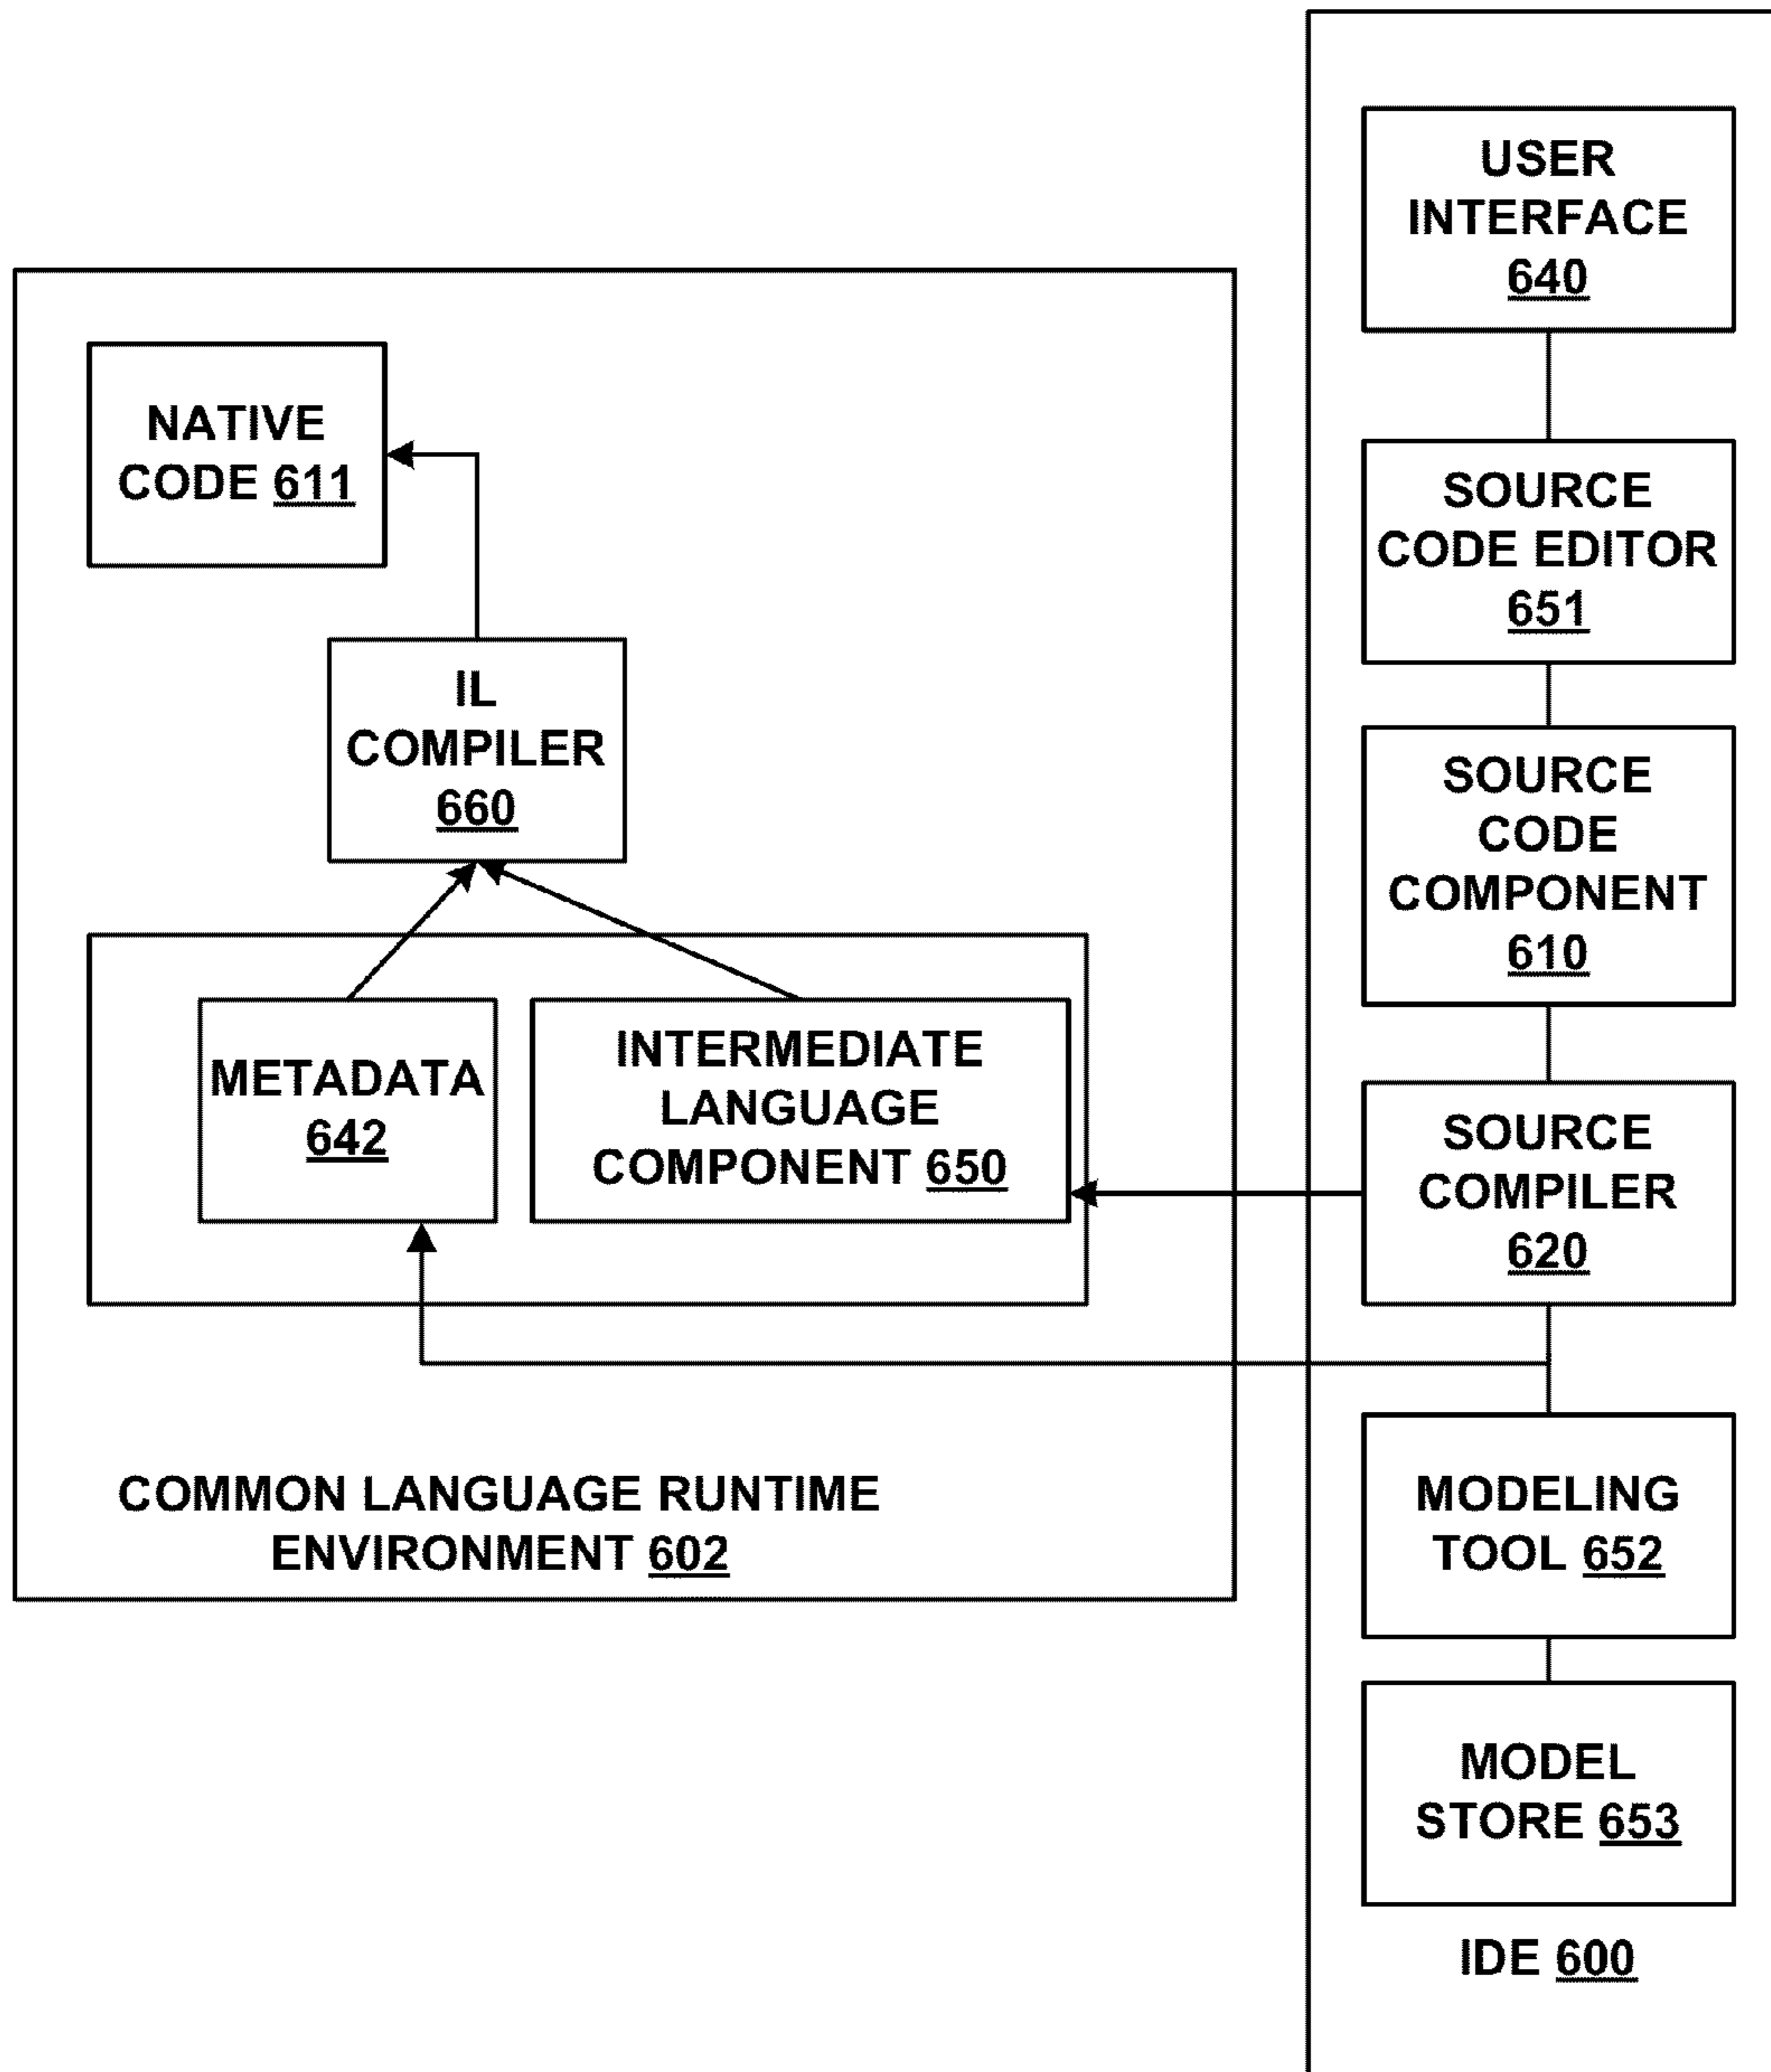 USER
INTERFACE
640
NATIVE
CODE 611
SOURCE
CODE EDITOR
651
IL
COMPILER
660
SOURCE
CODE
COMPONENT
610
METADATA
642
INTERMEDIATE
LANGUAGE
COMPONENT 650
SOURCE
COMPILER
620
COMMON LANGUAGE RUNTIME
ENVIRONMENT 602
MODELING
TOOL 652
MODEL
STORE 653
IDE 600